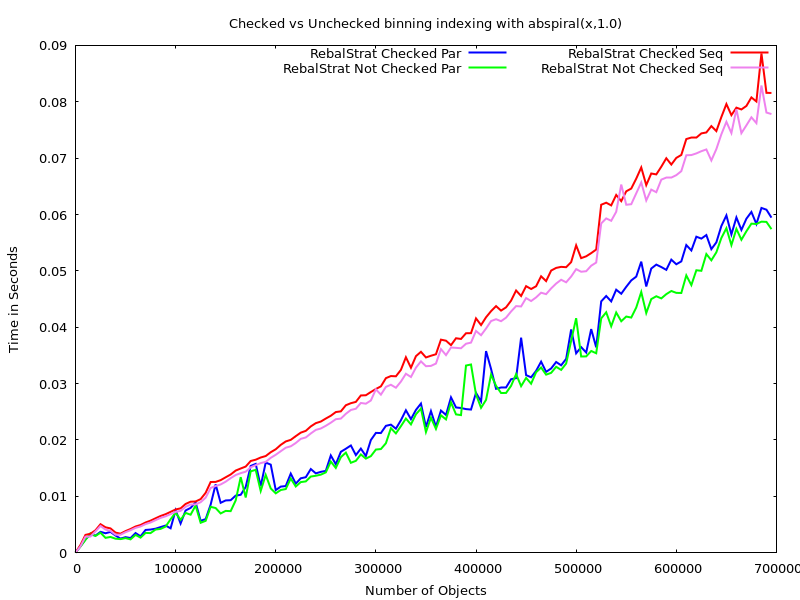 Checked vs Unchecked binning indexing with abspiral(x,1.0)
RebalStrat Checked Par
RebalStrat Not Checked Par
RebalStrat Checked Seq
RebalStrat Not Checked Seq
0.09
0.08
0.07
0.06
0.05
0.04
0.03
0.02
0.01
0
Time in Seconds
0 100000 200000 300000 400000 500000 600000 700000
Number of Objects